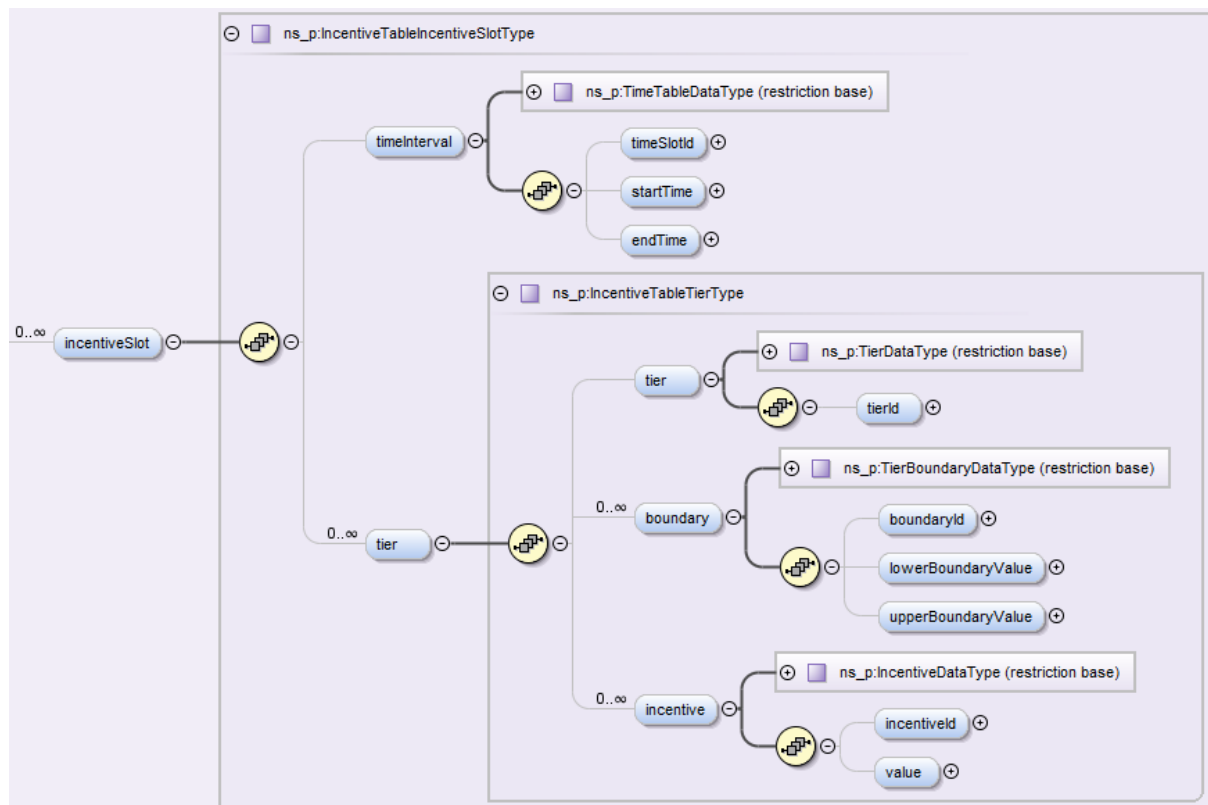 ns_p:IncentiveTableIncentiveSlotType
ns_p:TimeTableDataType (restriction base)
timeInterval
timeSlotId
startTime
endTime
ns_p:IncentiveTableTierType
0..∞
incentiveSlot
ns_p:TierDataType (restriction base)
tier
tierId
ns_p:TierBoundaryDataType (restriction base)
0..∞
boundary
boundaryId
lowerBoundaryValue
upperBoundaryValue
0..∞
tier
ns_p:IncentiveDataType (restriction base)
0..∞
incentive
incentiveId
value